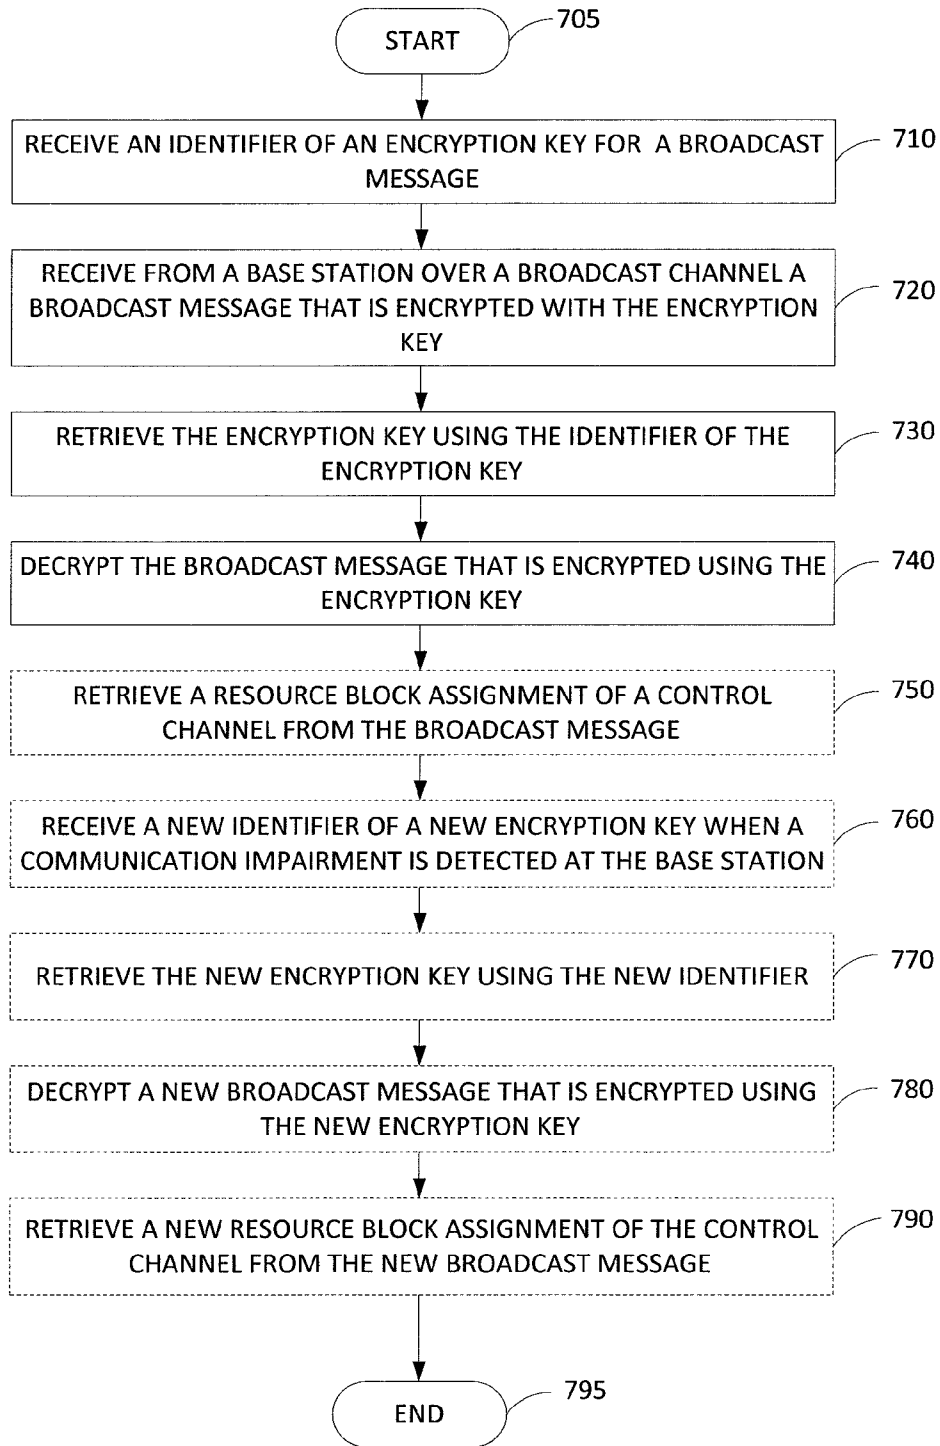 START
705
RECEIVE AN IDENTIFIER OF AN ENCRYPTION KEY FOR A BROADCAST
MESSAGE
710
RECEIVE FROM A BASE STATION OVER A BROADCAST CHANNEL A
BROADCAST MESSAGE THAT IS ENCRYPTED WITH THE ENCRYPTION
KEY
720
RETRIEVE THE ENCRYPTION KEY USING THE IDENTIFIER OF THE
ENCRYPTION KEY
730
DECRYPT THE BROADCAST MESSAGE THAT IS ENCRYPTED USING THE
ENCRYPTION KEY
740
RETRIEVE A RESOURCE BLOCK ASSIGNMENT OF A CONTROL
CHANNEL FROM THE BROADCAST MESSAGE
750
RECEIVE A NEW IDENTIFIER OF A NEW ENCRYPTION KEY WHEN A
COMMUNICATION IMPAIRMENT IS DETECTED AT THE BASE STATION
760
RETRIEVE THE NEW ENCRYPTION KEY USING THE NEW IDENTIFIER
770
DECRYPT A NEW BROADCAST MESSAGE THAT IS ENCRYPTED USING
THE NEW ENCRYPTION KEY
780
RETRIEVE A NEW RESOURCE BLOCK ASSIGNMENT OF THE CONTROL
CHANNEL FROM THE NEW BROADCAST MESSAGE
790
END
795